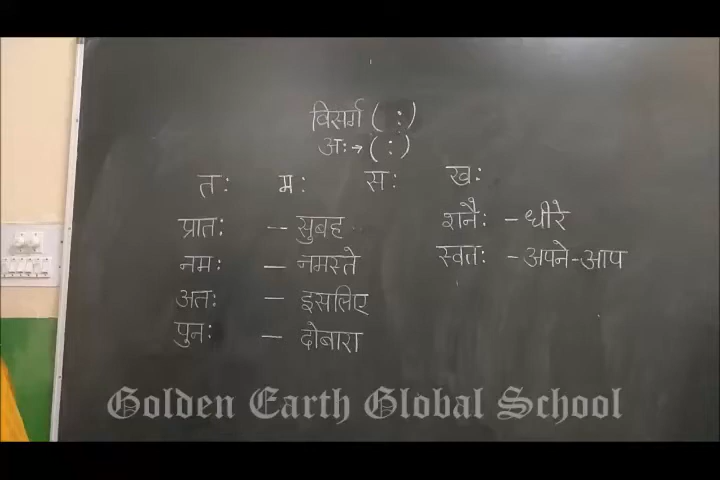 विसर्ग ( : )
अः → ( : )
तः मः सः खः
प्रातः – सुबह
नमः – नमस्ते
अतः – इसलिए
पुनः – दोबारा
शनैः – धीरे
स्वतः – अपने-आप
Golden Earth Global School